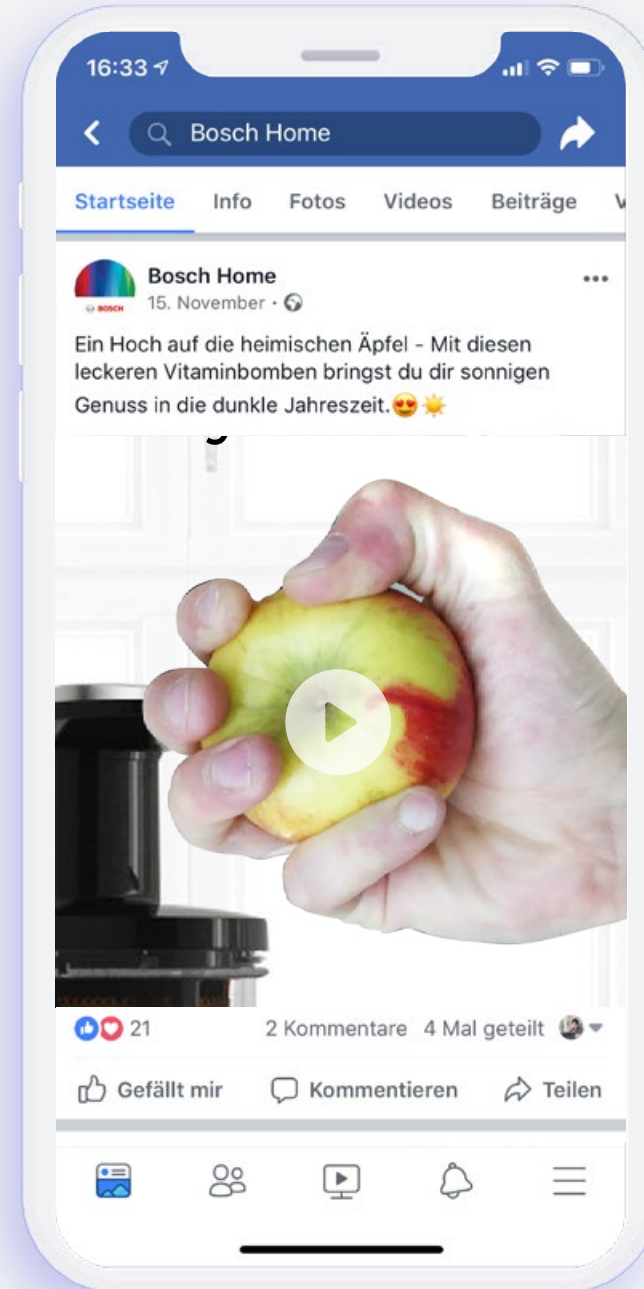 16:33
Bosch Home
Startseite Info Fotos Videos Beiträge V
Bosch Home
BOSCH
15. November ·
Ein Hoch auf die heimischen Äpfel - Mit diesen
leckeren Vitaminbomben bringst du dir sonnigen
Genuss in die dunkle Jahreszeit.😍☀️
21 2 Kommentare 4 Mal geteilt
Gefällt mir Kommentieren Teilen